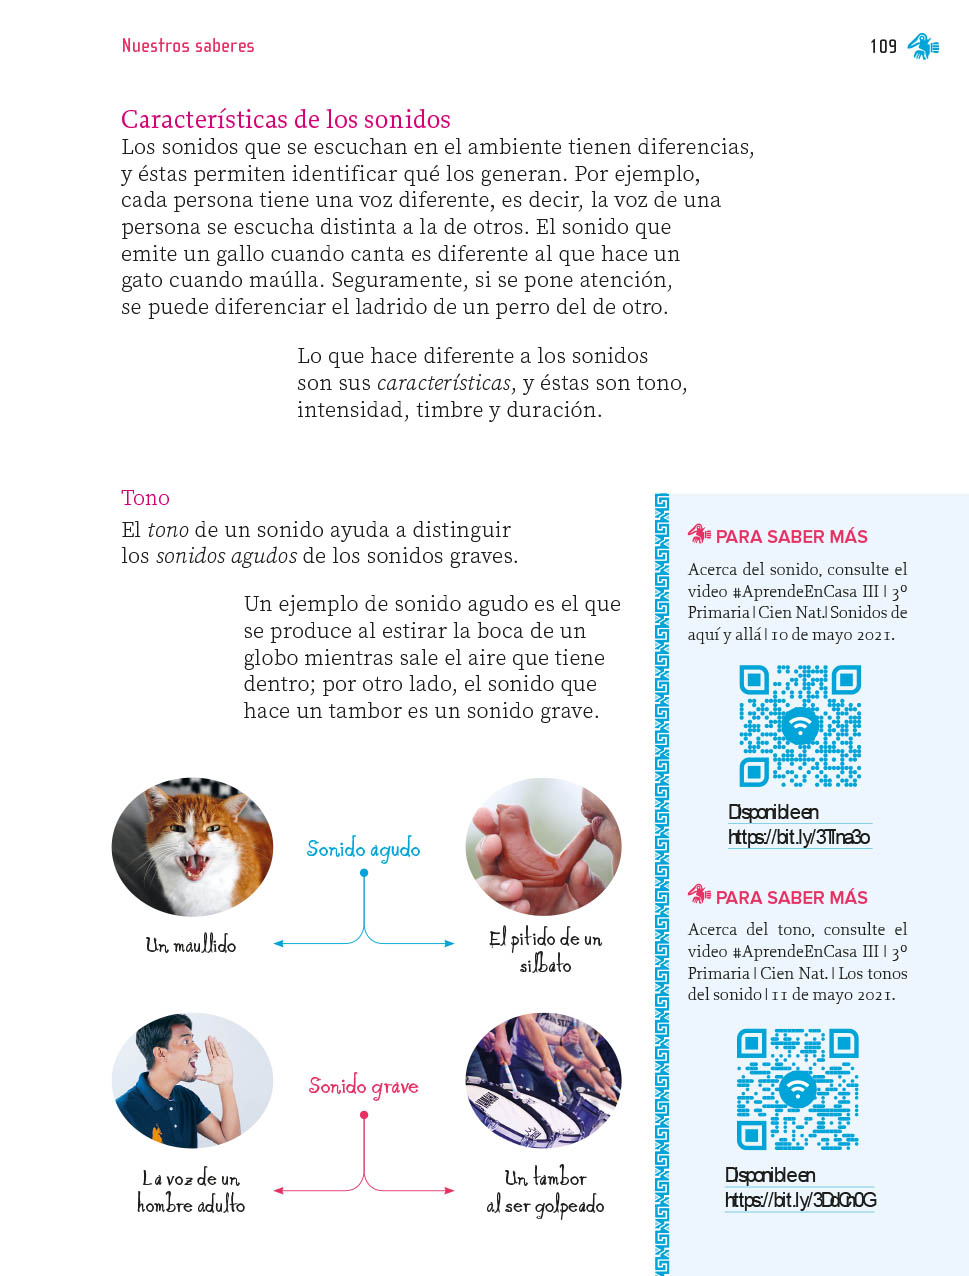 Nuestros saberes
109
Características de los sonidos
Los sonidos que se escuchan en el ambiente tienen diferencias,
y éstas permiten identificar qué los generan. Por ejemplo,
cada persona tiene una voz diferente, es decir, la voz de una
persona se escucha distinta a la de otros. El sonido que
emite un gallo cuando canta es diferente al que hace un
gato cuando maúlla. Seguramente, si se pone atención,
se puede diferenciar el ladrido de un perro del de otro.
Lo que hace diferente a los sonidos
son sus características, y éstas son tono,
intensidad, timbre y duración.
Tono
El tono de un sonido ayuda a distinguir
los sonidos agudos de los sonidos graves.
Un ejemplo de sonido agudo es el que
se produce al estirar la boca de un
globo mientras sale el aire que tiene
dentro; por otro lado, el sonido que
hace un tambor es un sonido grave.
Sonido agudo
Un maullido
El pitido de un
silbato
Sonido grave
YAMAHA
La voz de un
hombre adulto
Un tambor
al ser golpeado
PARA SABER MÁS
Acerca del sonido, consulte el
video #AprendeEnCasa III | 3º
Primaria | Cien Nat.| Sonidos de
aquí y allá | 10 de mayo 2021.
Disponible en
https://bit.ly/3TIna3o
PARA SABER MÁS
Acerca del tono, consulte el
video #AprendeEnCasa III | 3º
Primaria | Cien Nat. | Los tonos
del sonido | 11 de mayo 2021.
Disponible en
https://bit.ly/3DdCn0G